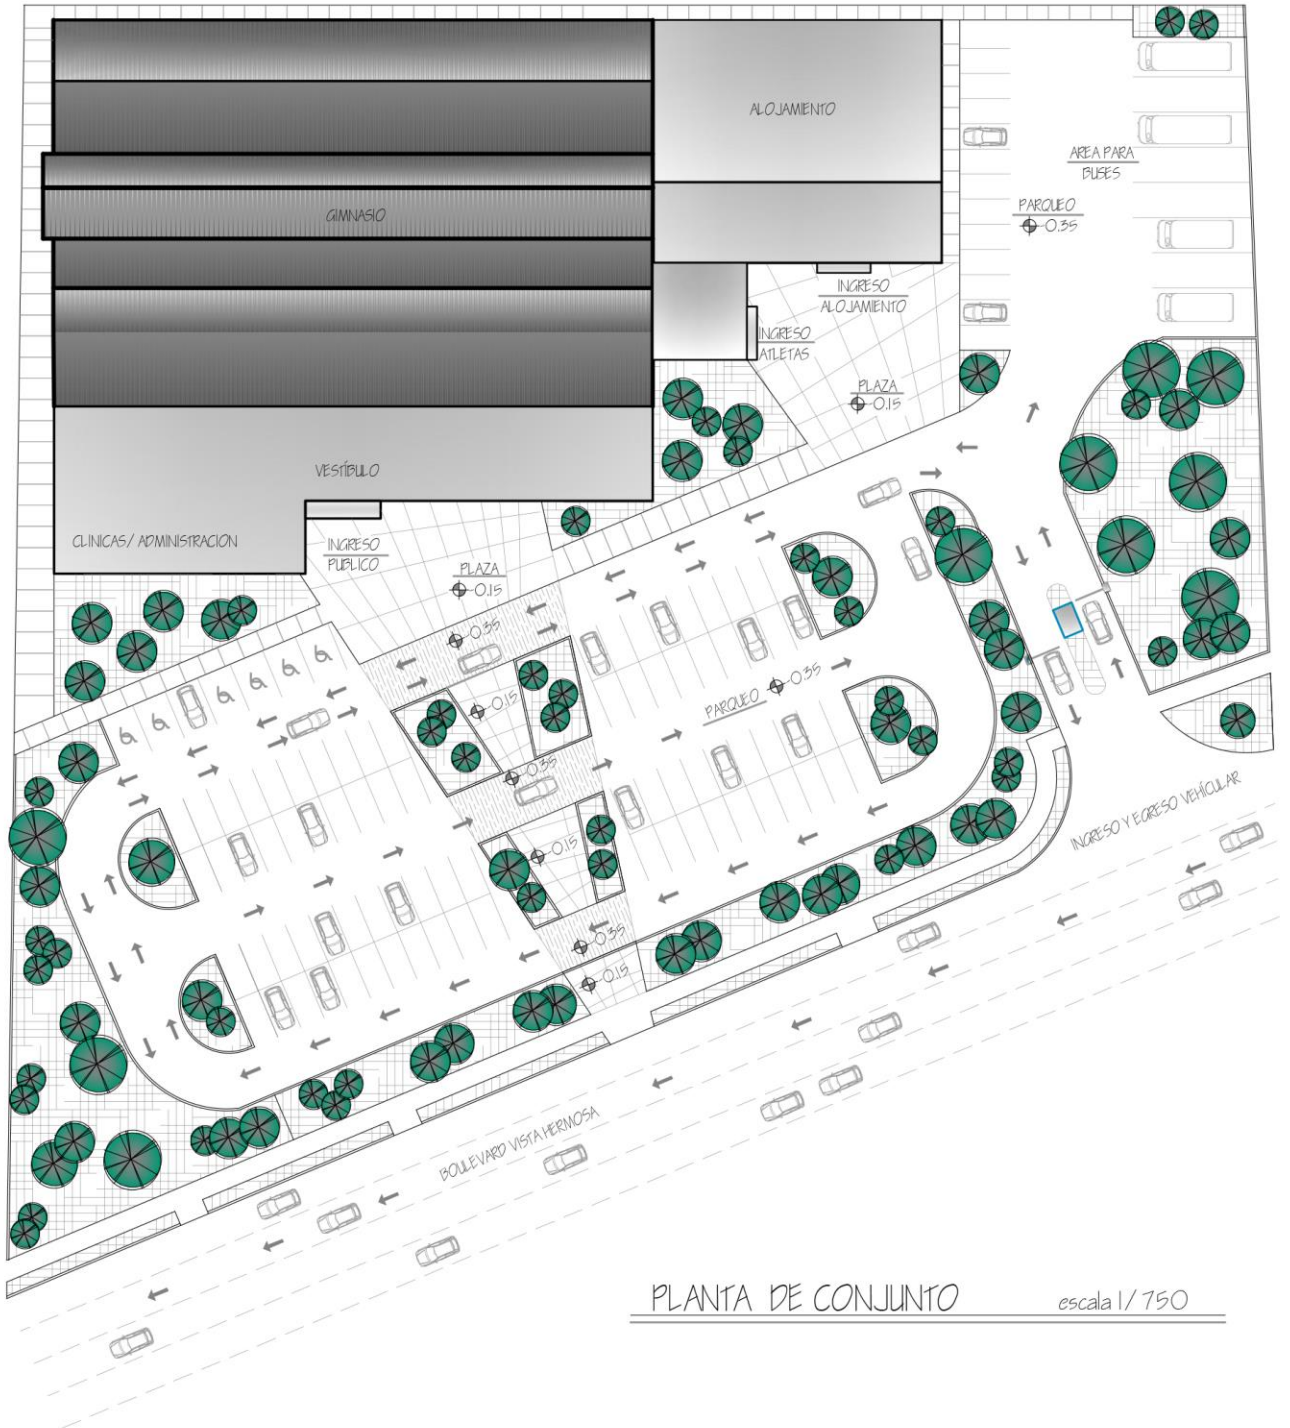 ALOJAMIENTO
AREA PARA
BUSES
GIMNASIO
PARQUEO
-0.35
INGRESO
ALOJAMIENTO
INGRESO
ATLETAS
PLAZA
-0.15
VESTÍBULO
CLINICAS/ ADMINISTRACION
INGRESO
PUBLICO
PLAZA
-0.15
-0.35
PARQUEO
-0.35
-0.15
-0.35
-0.15
INGRESO Y EGRESO VEHÍCULAR
-0.35
-0.15
BOULEVARD VISTA HERMOSA
PLANTA DE CONJUNTO
escala 1/ 750